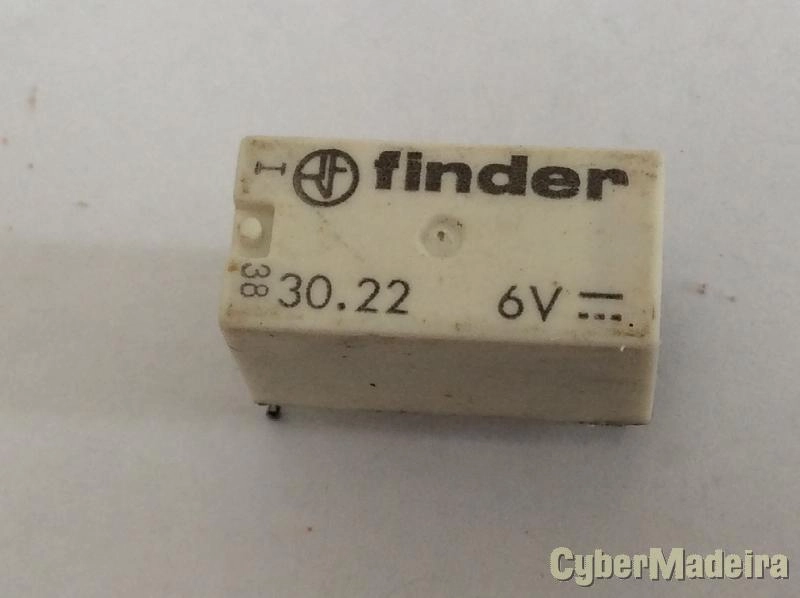 I finder
38 30.22 6V
CyberMadeira